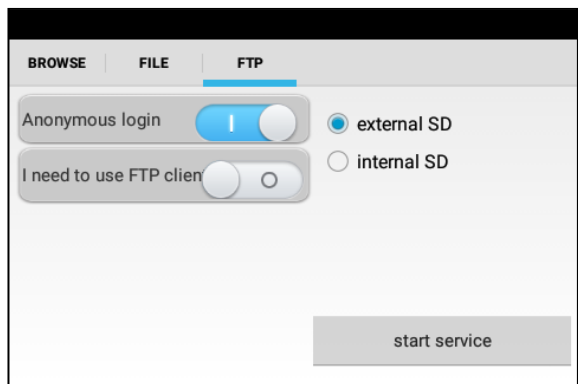 BROWSE FILE FTP
Anonymous login
external SD
internal SD
I need to use FTP clien
start service